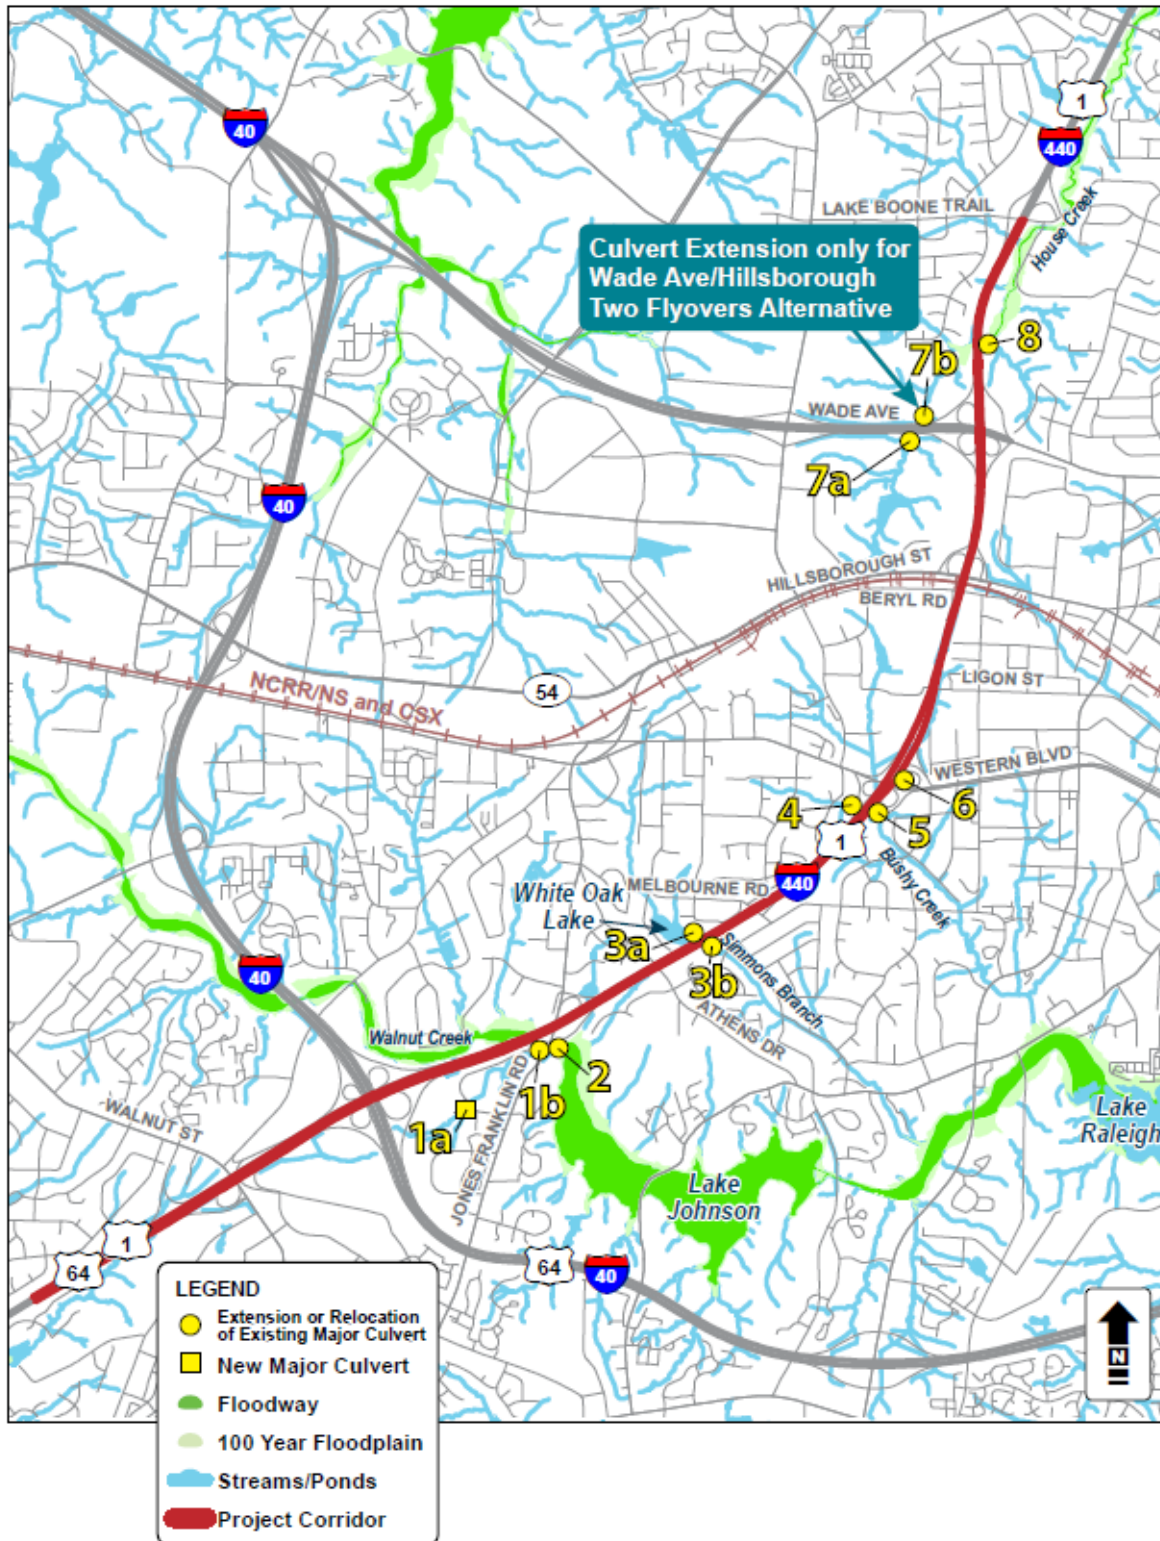 1
40
440
LAKE BOONE TRAIL
House Creek
Culvert Extension only for
Wade Ave/Hillsborough
Two Flyovers Alternative
8
7b
WADE AVE
7a
40
HILLSBOROUGH ST
BERYL RD
LIGON ST
NCRR/NS and CSX
54
WESTERN BLVD
6
4
5
1
Bushy Creek
440
MELBOURNE RD
White Oak
Lake
3a
3b
Simmons Branch
ATHENS DR
40
Walnut Creek
2
1b
1a
JONES FRANKLIN RD
WALNUT ST
Lake
Raleigh
Lake
Johnson
1
64
64
40
N
LEGEND
Extension or Relocation
of Existing Major Culvert
New Major Culvert
Floodway
100 Year Floodplain
Streams/Ponds
Project Corridor